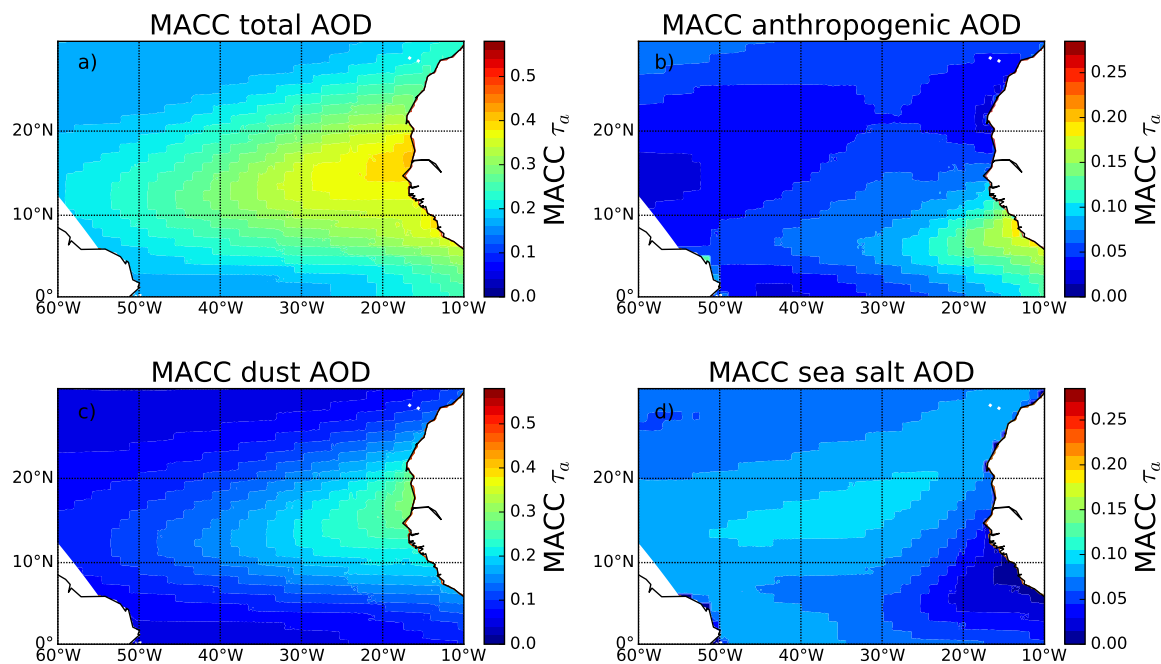 MACC total AOD
a)
20°N
10°N
0°
60°W 50°W 40°W 30°W 20°W 10°W
0.5
0.4
0.3
0.2
0.1
0.0
MACC τa
MACC anthropogenic AOD
b)
20°N
10°N
0°
60°W 50°W 40°W 30°W 20°W 10°W
0.25
0.20
0.15
0.10
0.05
0.00
MACC τa
MACC dust AOD
c)
20°N
10°N
0°
60°W 50°W 40°W 30°W 20°W 10°W
0.5
0.4
0.3
0.2
0.1
0.0
MACC τa
MACC sea salt AOD
d)
20°N
10°N
0°
60°W 50°W 40°W 30°W 20°W 10°W
0.25
0.20
0.15
0.10
0.05
0.00
MACC τa